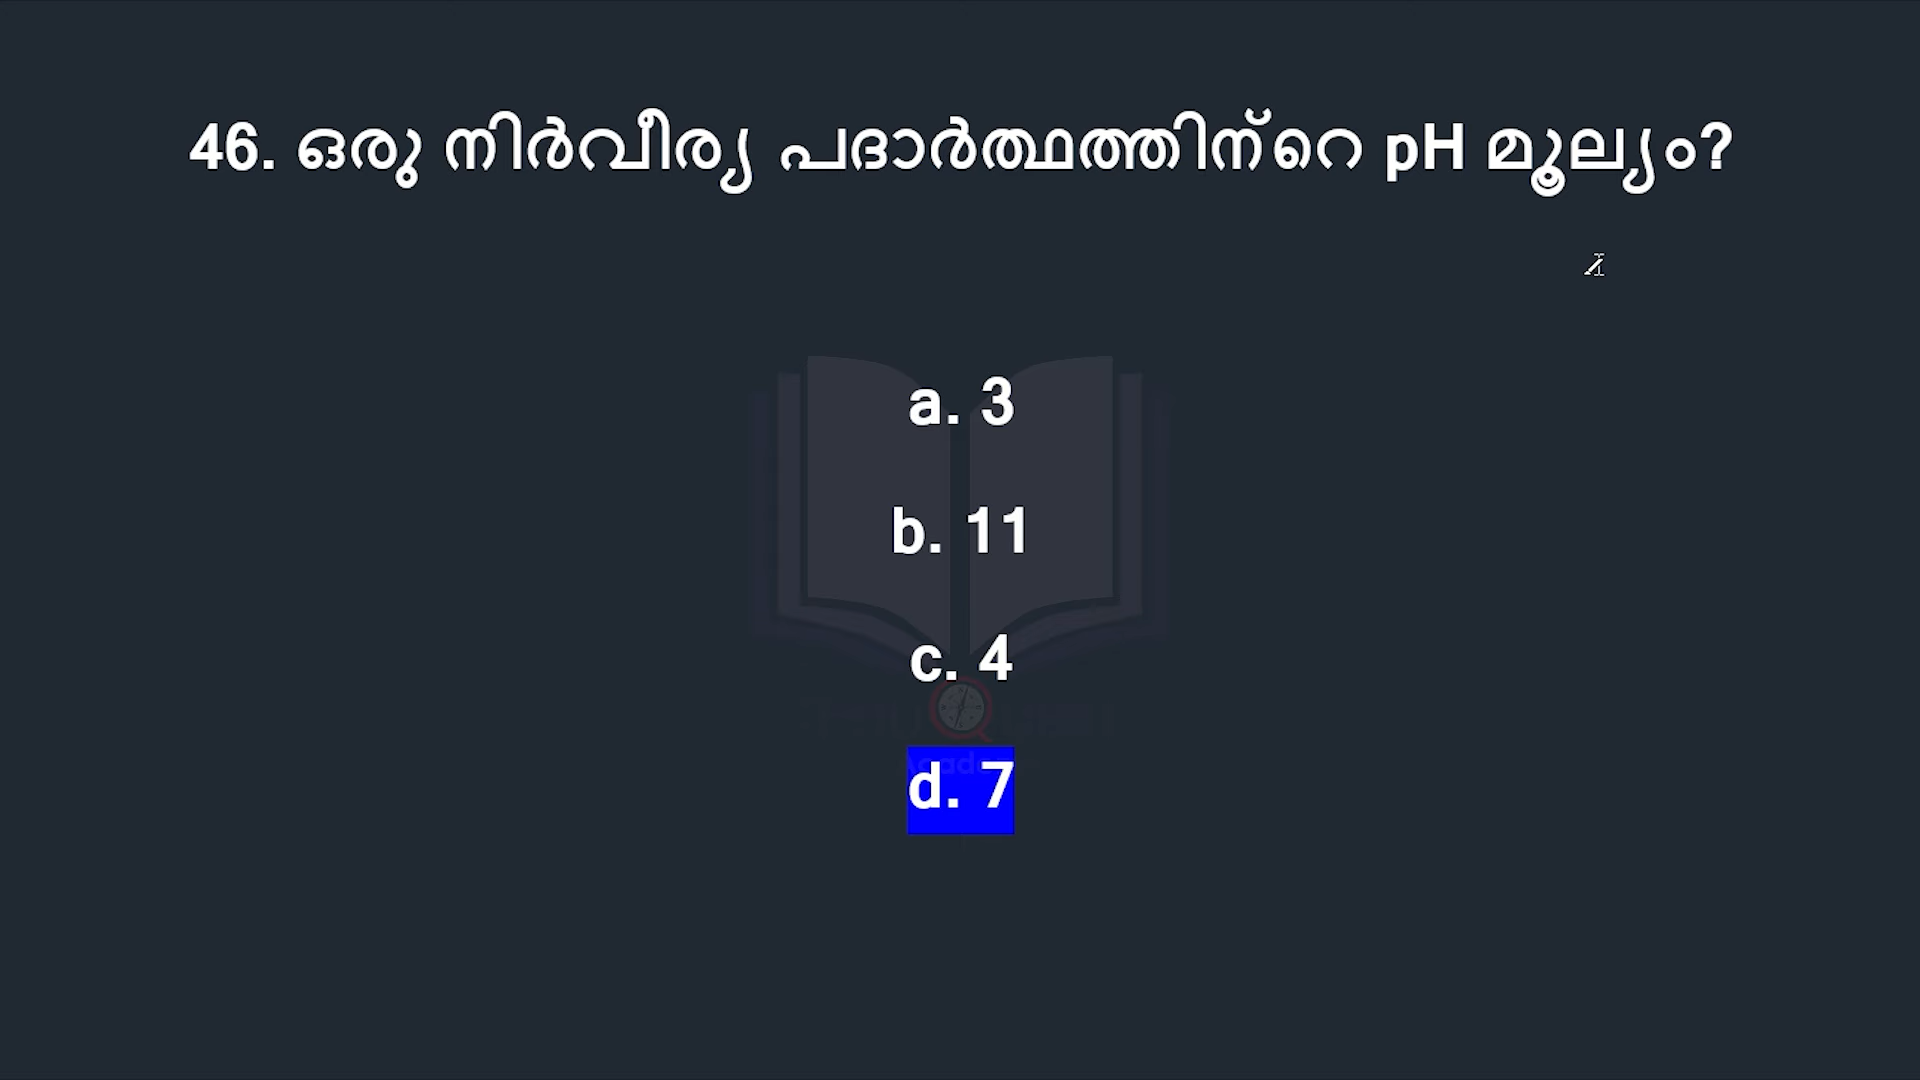 46. ഒരു നിർവീര്യ പദാർത്ഥത്തിന്റെ pH മൂല്യം?
a. 3
b. 11
c. 4
d. 7